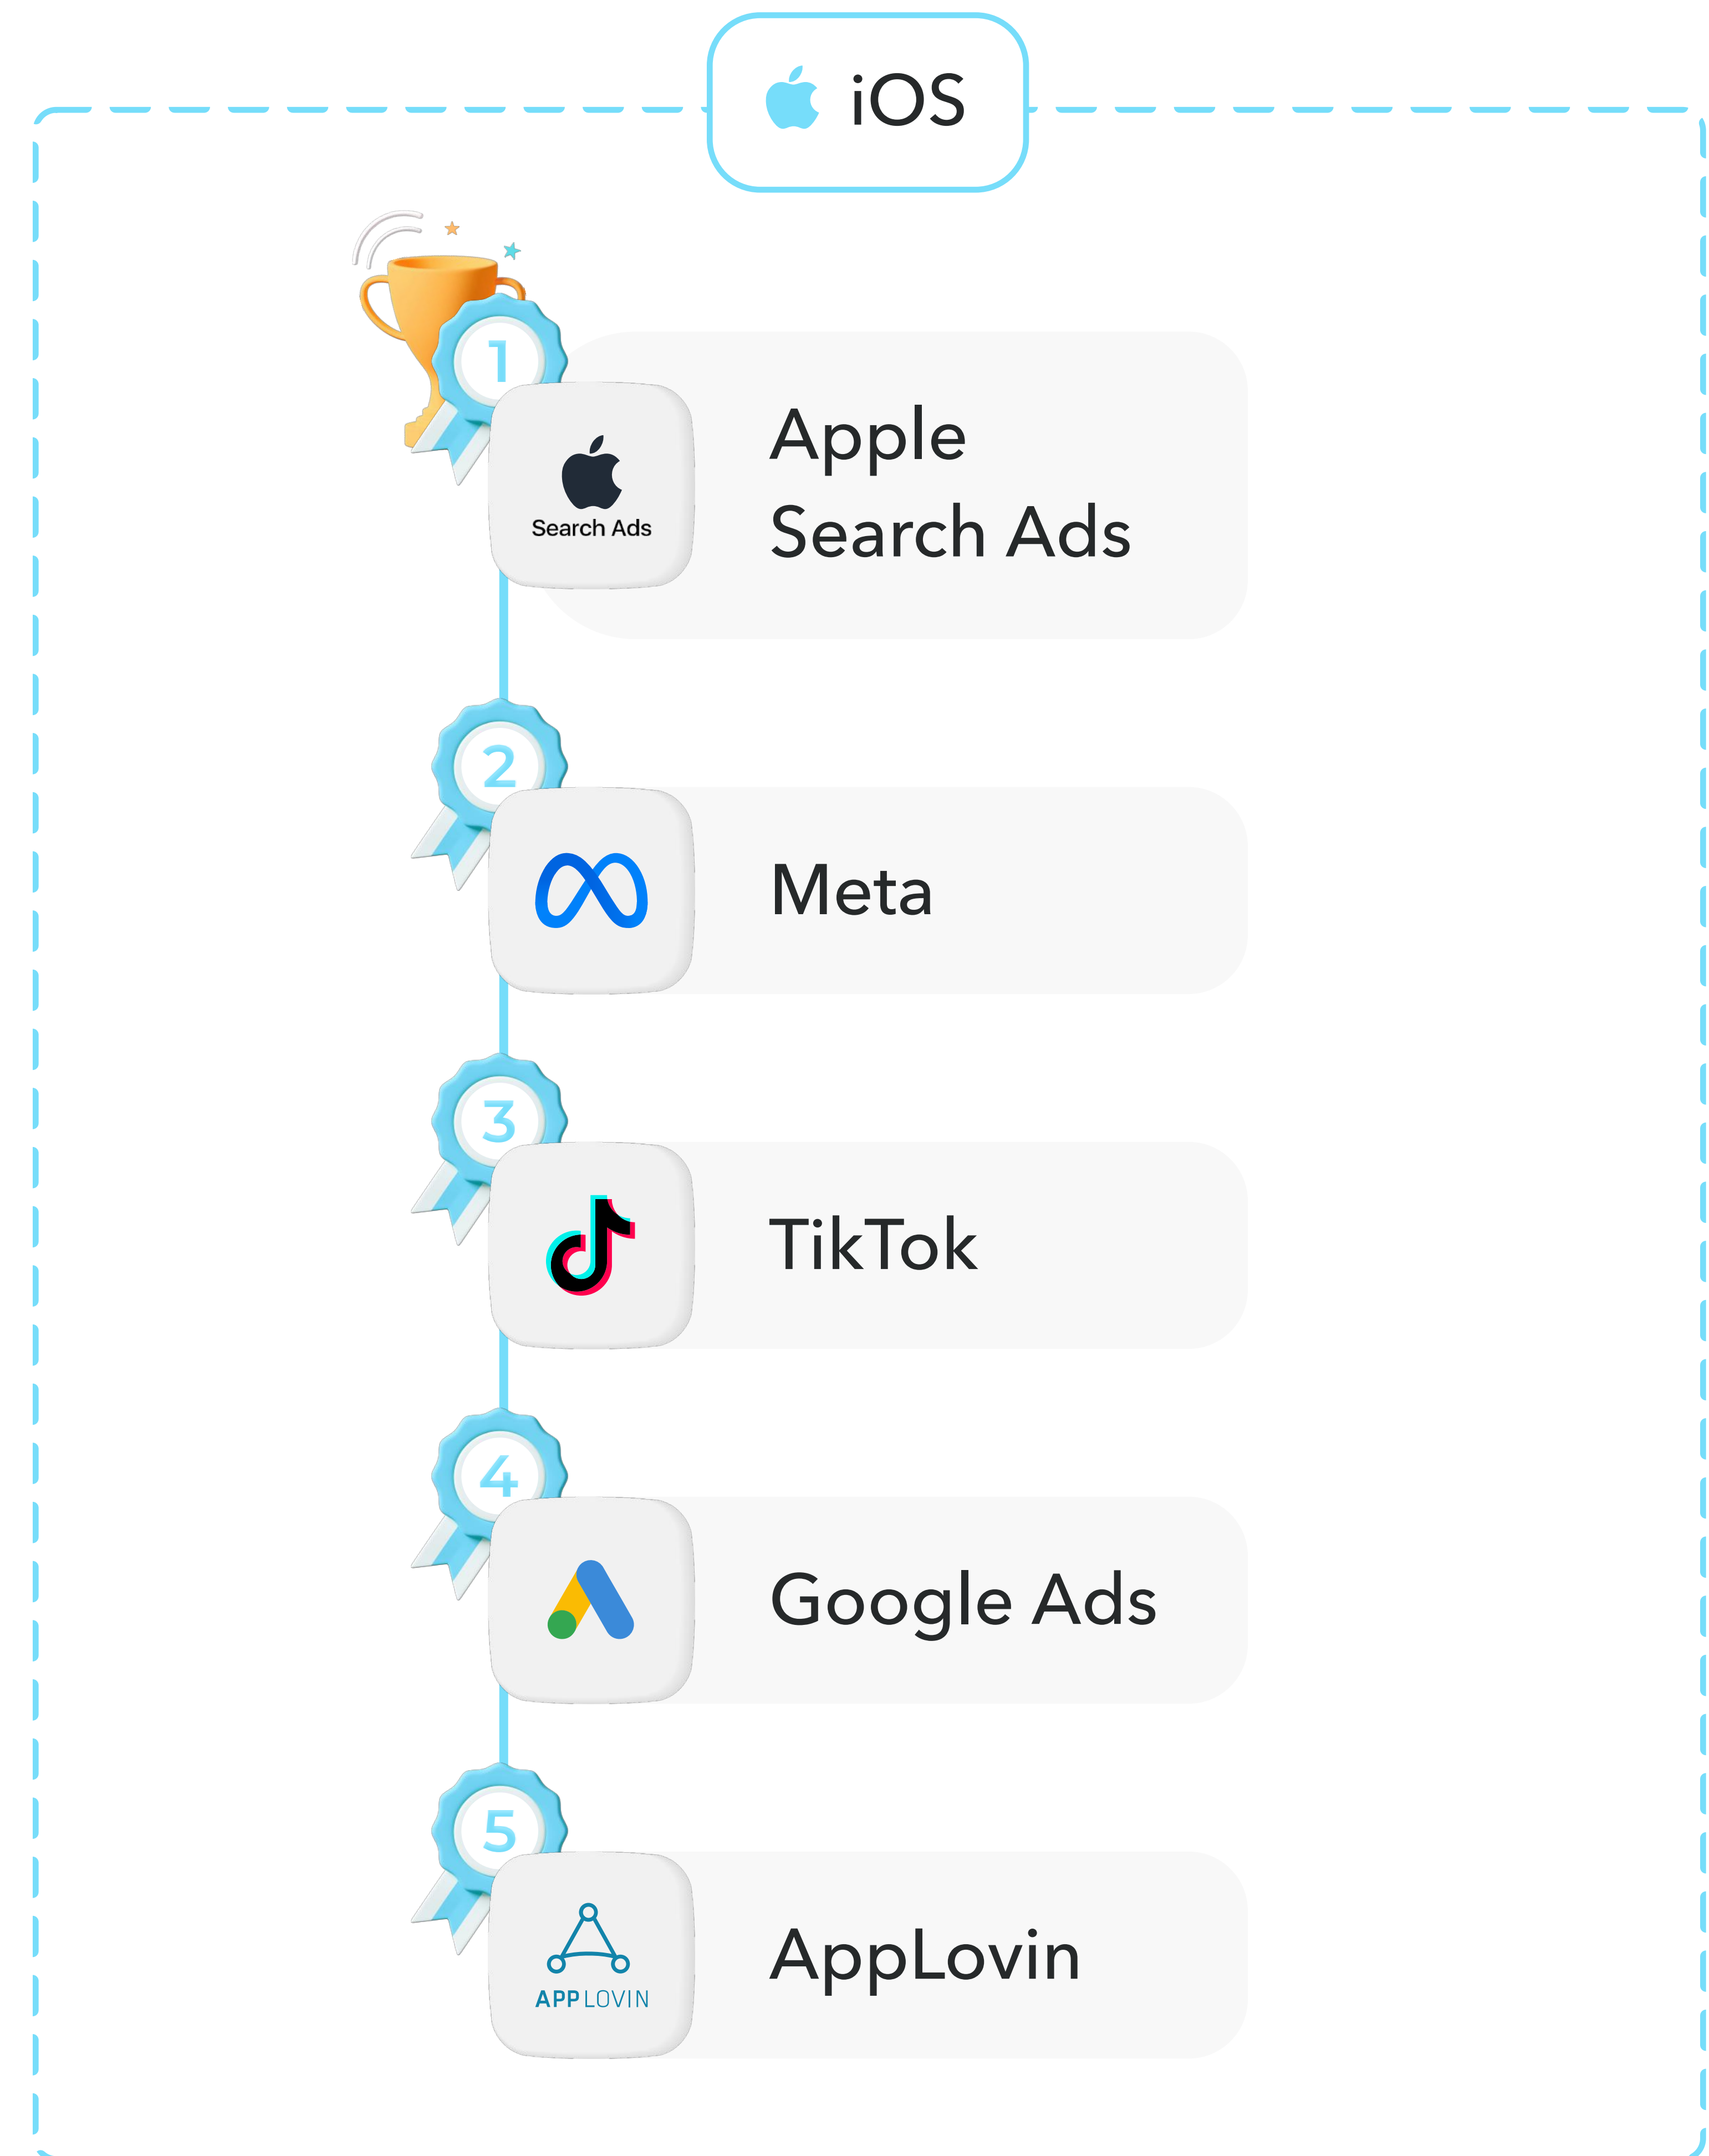 iOS
1
Search Ads
Apple
Search Ads
2
Meta
3
TikTok
4
Google Ads
5
APPLOVIN
AppLovin